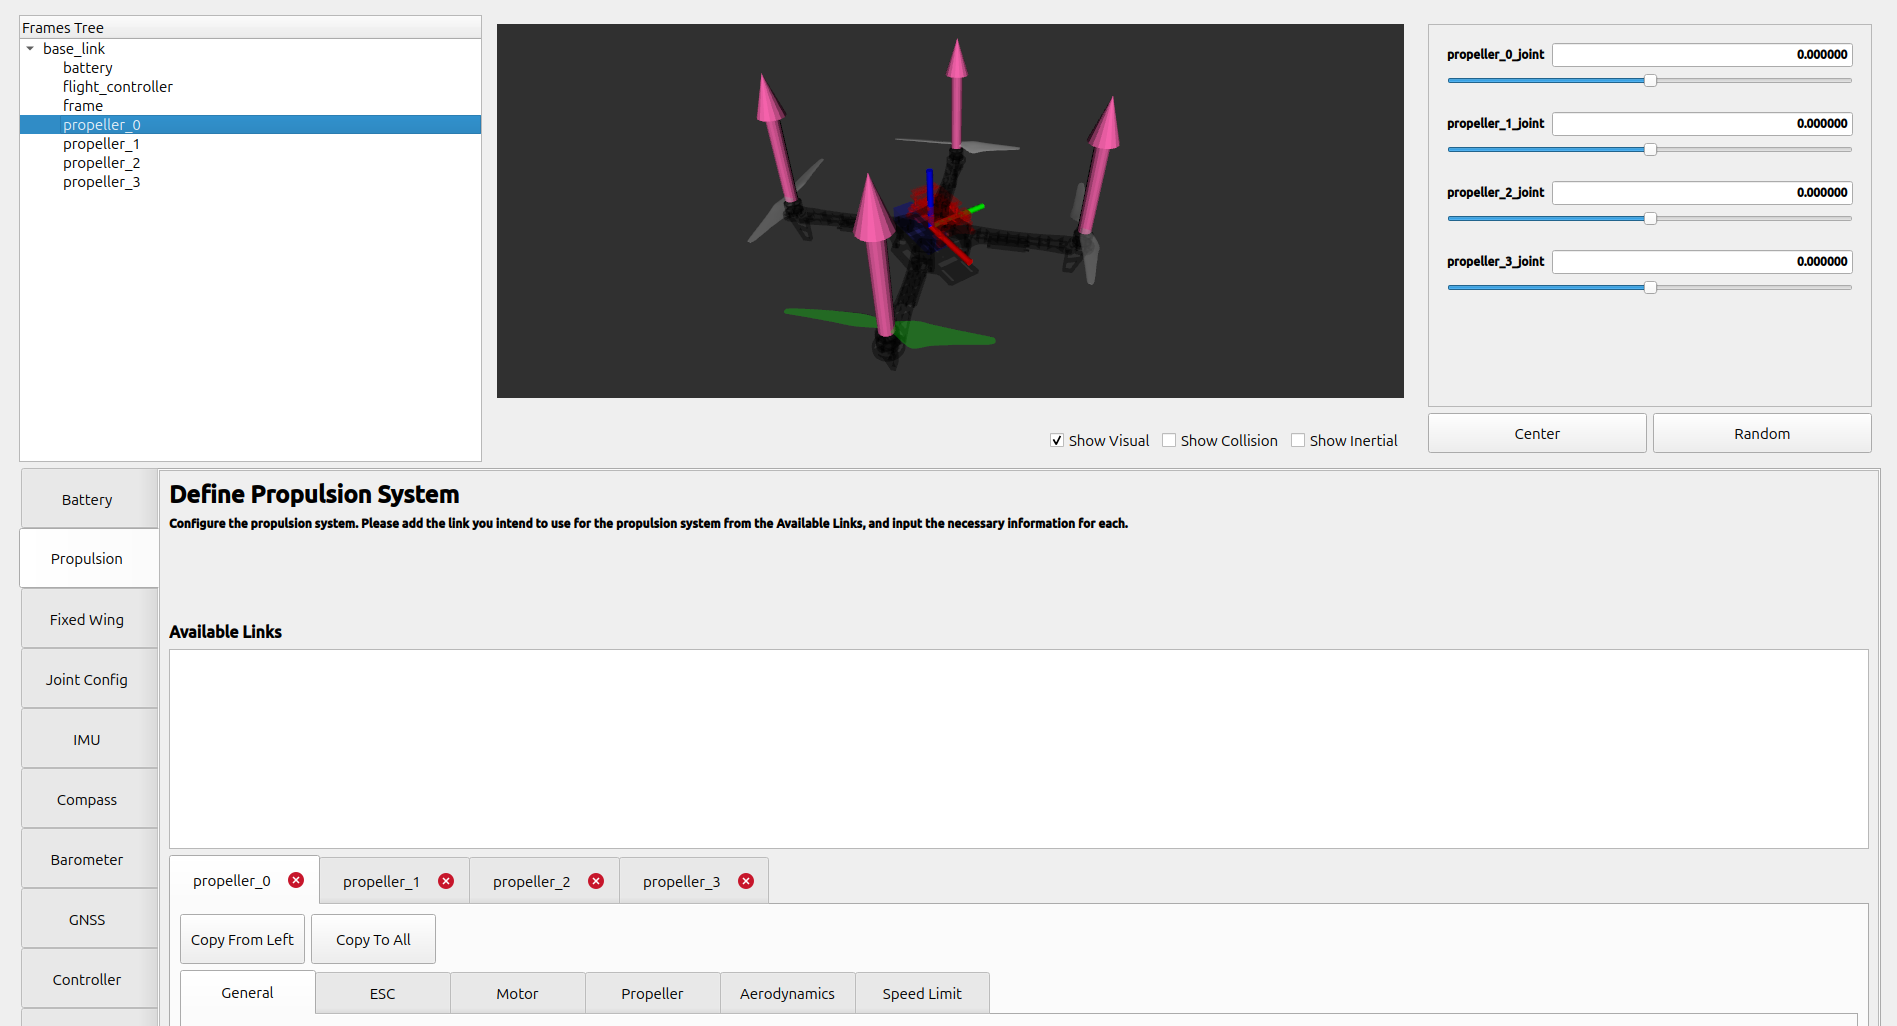 Frames Tree
base_link
battery
flight_controller
frame
propeller_0
propeller_1
propeller_2
propeller_3
Show Visual Show Collision Show Inertial
propeller_0_joint 0.000000
propeller_1_joint 0.000000
propeller_2_joint 0.000000
propeller_3_joint 0.000000
Center Random
Battery
Propulsion
Fixed Wing
Joint Config
IMU
Compass
Barometer
GNSS
Controller
Define Propulsion System
Configure the propulsion system. Please add the link you intend to use for the propulsion system from the Available Links, and input the necessary information for each.
Available Links
propeller_0 propeller_1 propeller_2 propeller_3
Copy From Left Copy To All
General ESC Motor Propeller Aerodynamics Speed Limit